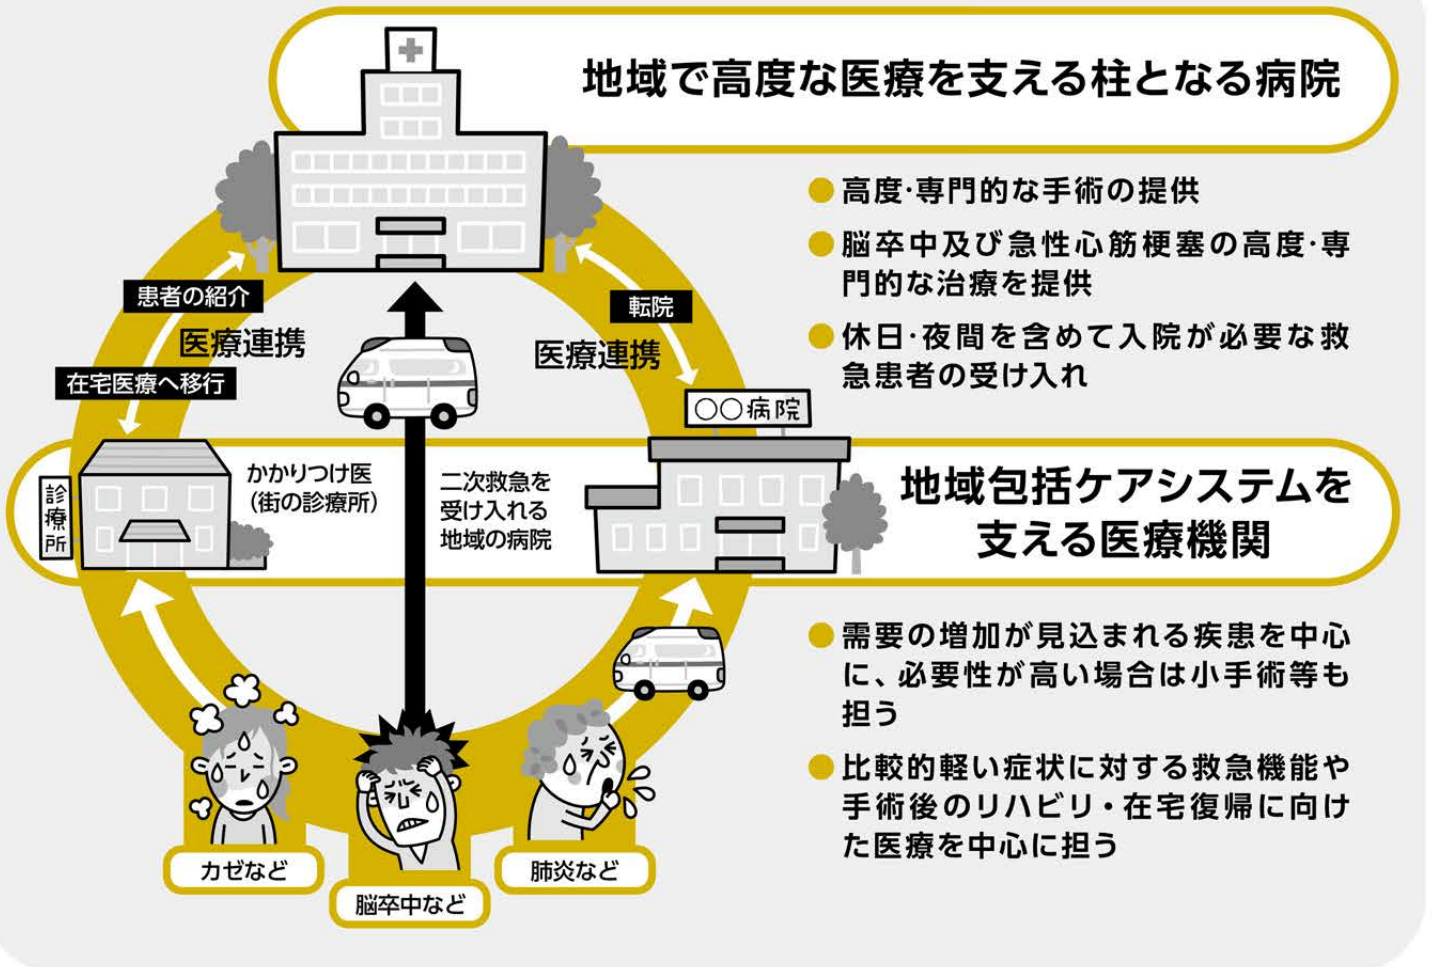 地域で高度な医療を支える柱となる病院
高度・専門的な手術の提供
脳卒中及び急性心筋梗塞の高度・専
門的な治療を提供
休日・夜間を含めて入院が必要な救
急患者の受け入れ
患者の紹介
医療連携
在宅医療へ移行
転院
医療連携
〇〇病院
診療所
かかりつけ医
（街の診療所）
二次救急を
受け入れる
地域の病院
地域包括ケアシステムを
支える医療機関
需要の増加が見込まれる疾患を中心
に、必要性が高い場合は小手術等も
担う
比較的軽い症状に対する救急機能や
手術後のリハビリ・在宅復帰に向け
た医療を中心に担う
カゼなど
脳卒中など
肺炎など